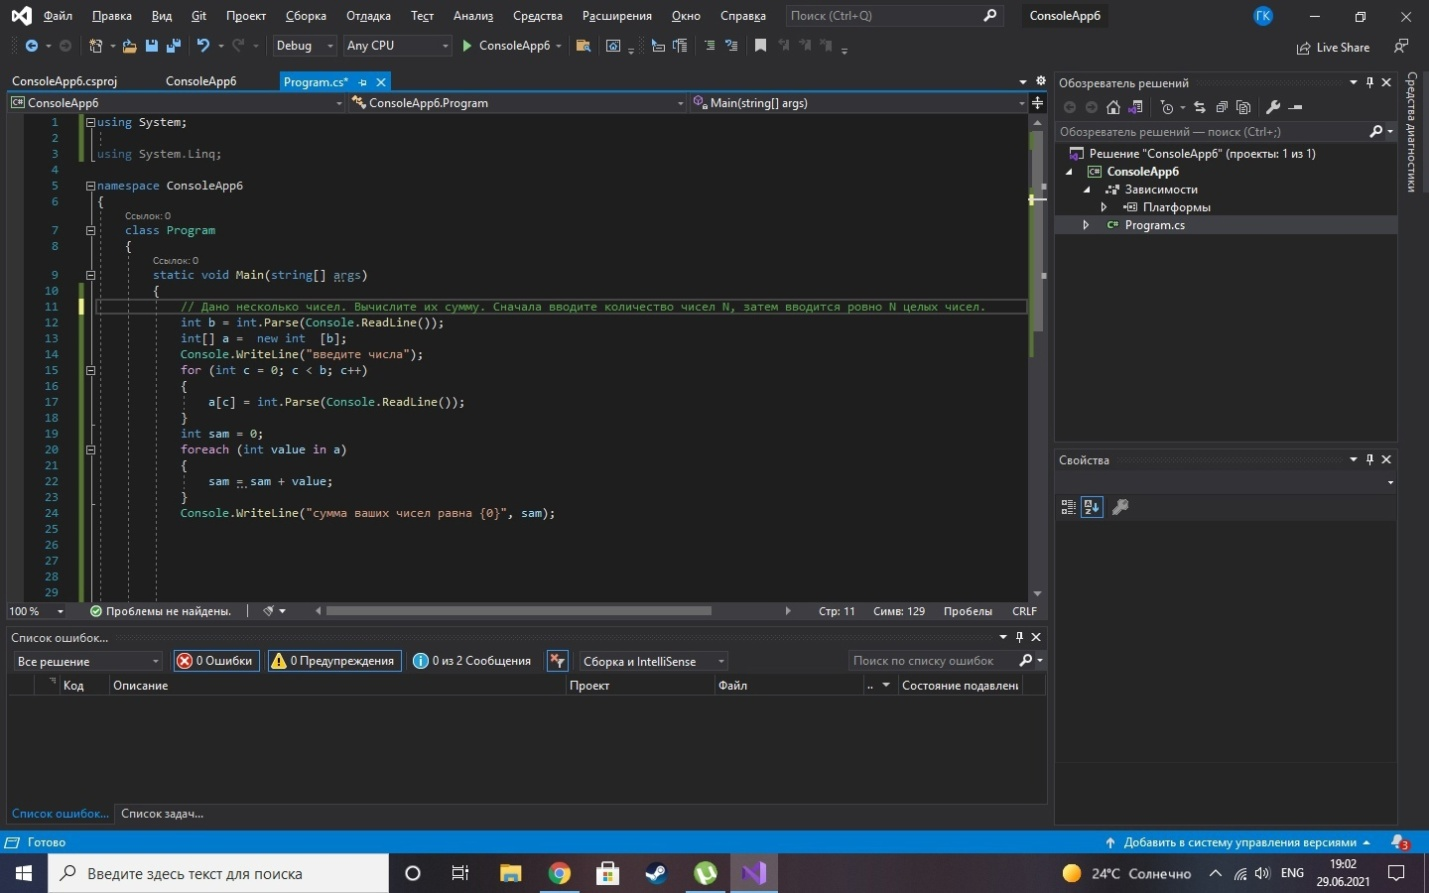 Файл Правка Вид Git Проект Сборка Отладка Тест Анализ Средства Расширения Окно Справка Поиск (Ctrl+Q) ConsoleApp6 ГК
Debug Any CPU ConsoleApp6 Live Share
ConsoleApp6.csproj ConsoleApp6 Program.cs*
ConsoleApp6 ConsoleApp6.Program Main(string[] args)
1 using System;
2
3 using System.Linq;
4
5 namespace ConsoleApp6
6 {
Ссылок: 0
7 class Program
8 {
Ссылок: 0
9 static void Main(string[] args)
10 {
11 // Дано несколько чисел. Вычислите их сумму. Сначала вводите количество чисел N, затем вводится ровно N целых чисел.
12 int b = int.Parse(Console.ReadLine());
13 int[] a =  new int  [b];
14 Console.WriteLine("введите числа");
15 for (int c = 0; c < b; c++)
16 {
17 a[c] = int.Parse(Console.ReadLine());
18 }
19 int sam = 0;
20 foreach (int value in a)
21 {
22 sam = sam + value;
23 }
24 Console.WriteLine("сумма ваших чисел равна {0}", sam);
25
26
27
28
29
100 % Проблемы не найдены. Стр: 11 Симв: 129 Пробелы CRLF
Список ошибок...
Все решение 0 Ошибки 0 Предупреждения 0 из 2 Сообщения Сборка и IntelliSense Поиск по списку ошибок
Код Описание Проект Файл .. Состояние подавлени
Список ошибок... Список задач...
Обозреватель решений
Обозреватель решений — поиск (Ctrl+;)
Решение "ConsoleApp6" (проекты: 1 из 1)
ConsoleApp6
Зависимости
Платформы
Program.cs
Свойства
Средства диагностики
Готово Добавить в систему управления версиями 3
Введите здесь текст для поиска 24°C Солнечно ENG 19:02
29.06.2021